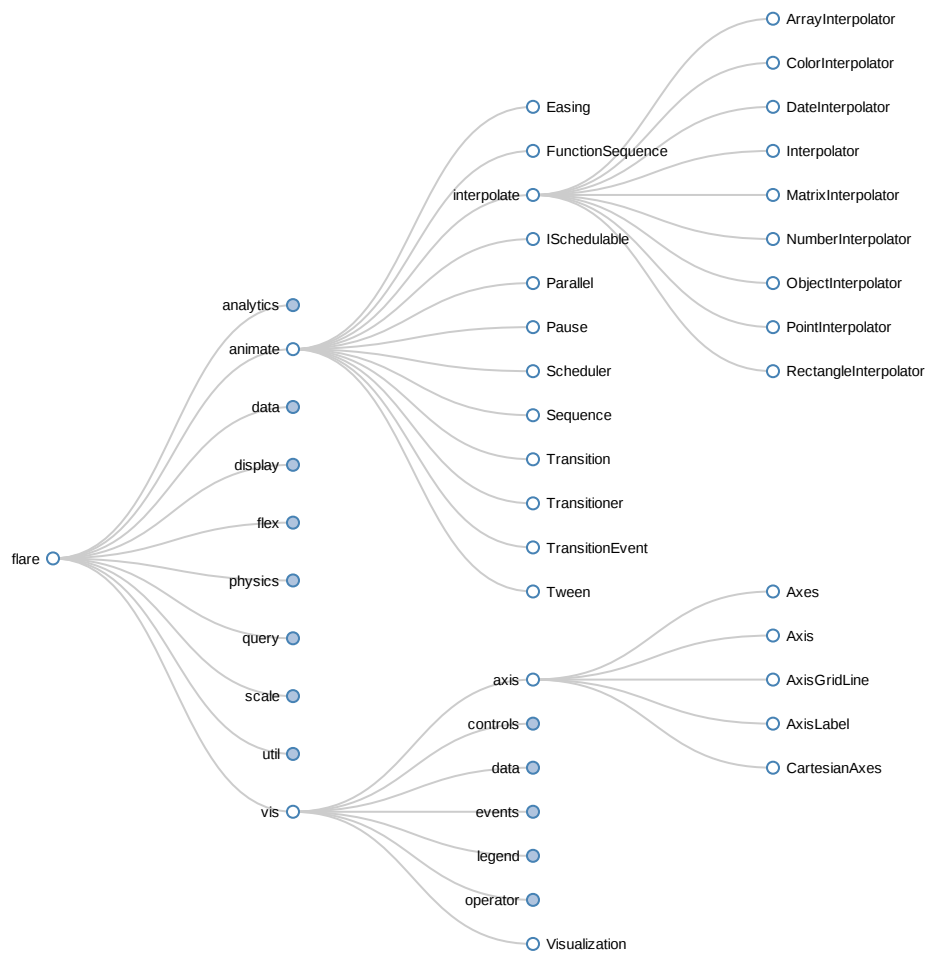 ArrayInterpolator
ColorInterpolator
Easing
DateInterpolator
FunctionSequence
Interpolator
interpolate
MatrixInterpolator
ISchedulable
NumberInterpolator
Parallel
ObjectInterpolator
analytics
Pause
PointInterpolator
animate
Scheduler
RectangleInterpolator
data
Sequence
display
Transition
Transitioner
flex
TransitionEvent
flare
physics
Tween
Axes
query
Axis
axis
AxisGridLine
scale
controls
AxisLabel
util
data
CartesianAxes
vis
events
legend
operator
Visualization